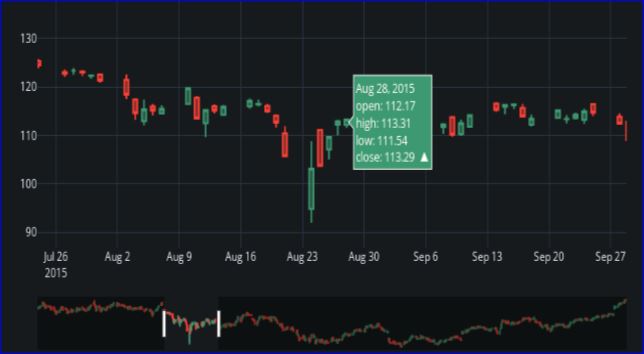 130
120
110
100
90
Aug 28, 2015
open: 112.17
high: 113.31
low: 111.54
close: 113.29 ▲
Jul 26 Aug 2 Aug 9 Aug 16 Aug 23 Aug 30 Sep 6 Sep 13 Sep 20 Sep 27
2015